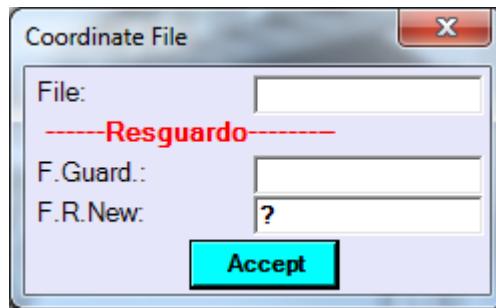 Coordinate File
File:
------Resguardo--------
F.Guard.:
F.R.New: ?
Accept